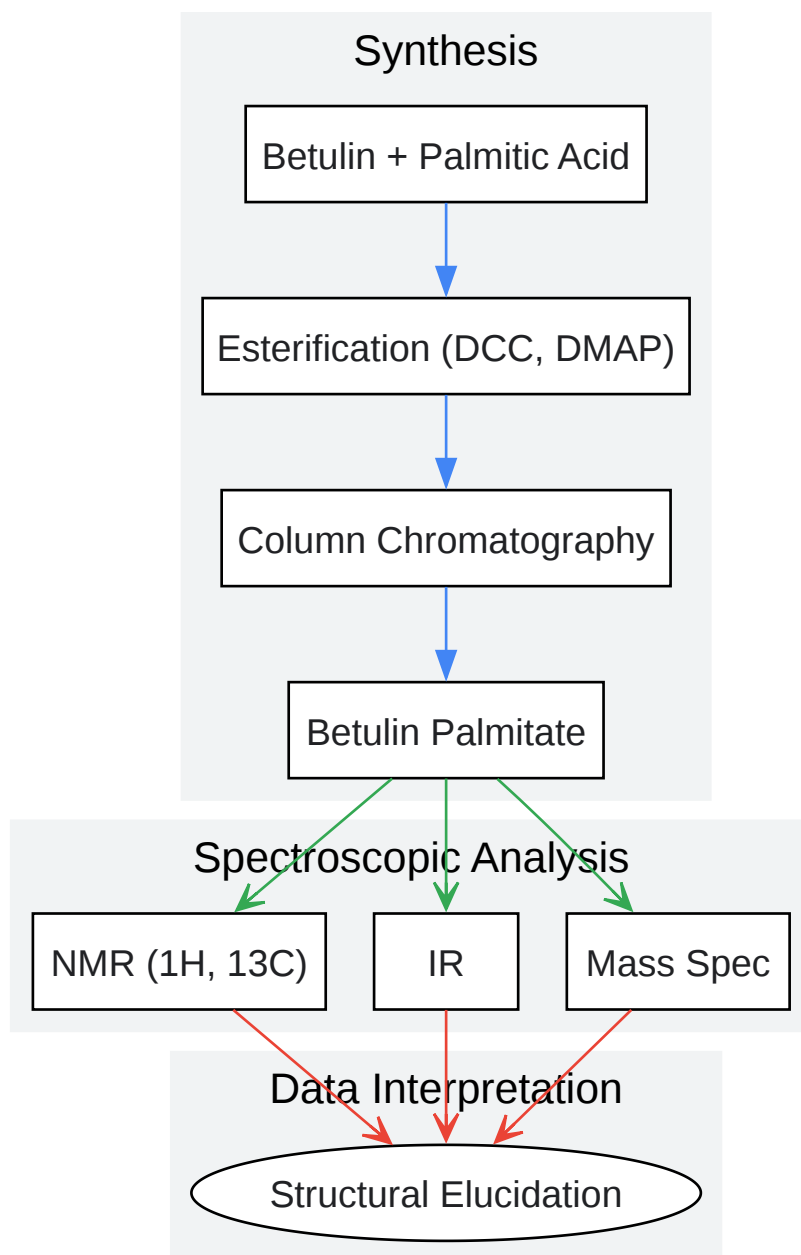 Synthesis
Betulin + Palmitic Acid
Esterification (DCC, DMAP)
Column Chromatography
Betulin Palmitate
Spectroscopic Analysis
NMR (1H, 13C)
IR
Mass Spec
Data Interpretation
Structural Elucidation